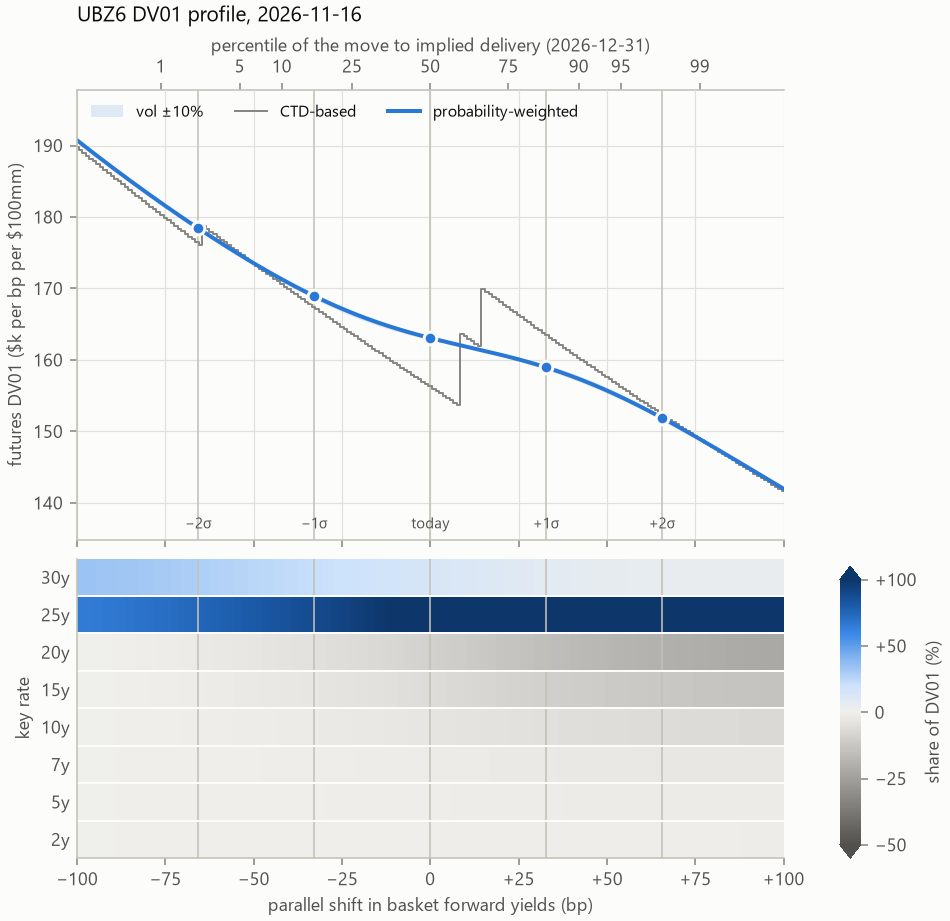 UBZ6 DV01 profile, 2026-11-16
percentile of the move to implied delivery (2026-12-31)
1 5 10 25 50 75 90 95 99
vol ±10% CTD-based probability-weighted
futures DV01 ($k per bp per $100mm)
190
180
170
160
150
140
−2σ −1σ today +1σ +2σ
key rate
30y
25y
20y
15y
10y
7y
5y
2y
−100 −75 −50 −25 0 +25 +50 +75 +100
parallel shift in basket forward yields (bp)
+100
+50
0
−25
−50
share of DV01 (%)